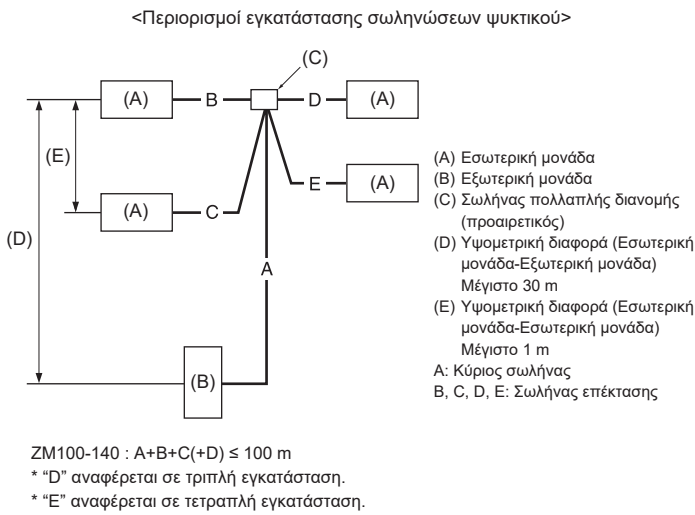 <Περιορισμοί εγκατάστασης σωληνώσεων ψυκτικού>
(C)
(A)
B
D
(A)
(E)
(A)
C
E
(A)
(D)
A
(B)
(A) Εσωτερική μονάδα
(B) Εξωτερική μονάδα
(C) Σωλήνας πολλαπλής διανομής
(προαιρετικός)
(D) Υψομετρική διαφορά (Εσωτερική
μονάδα-Εξωτερική μονάδα)
Μέγιστο 30 m
(E) Υψομετρική διαφορά (Εσωτερική
μονάδα-Εσωτερική μονάδα)
Μέγιστο 1 m
A: Κύριος σωλήνας
B, C, D, E: Σωλήνας επέκτασης
ZM100-140 : A+B+C(+D) ≤ 100 m
* “D” αναφέρεται σε τριπλή εγκατάσταση.
* “E” αναφέρεται σε τετραπλή εγκατάσταση.